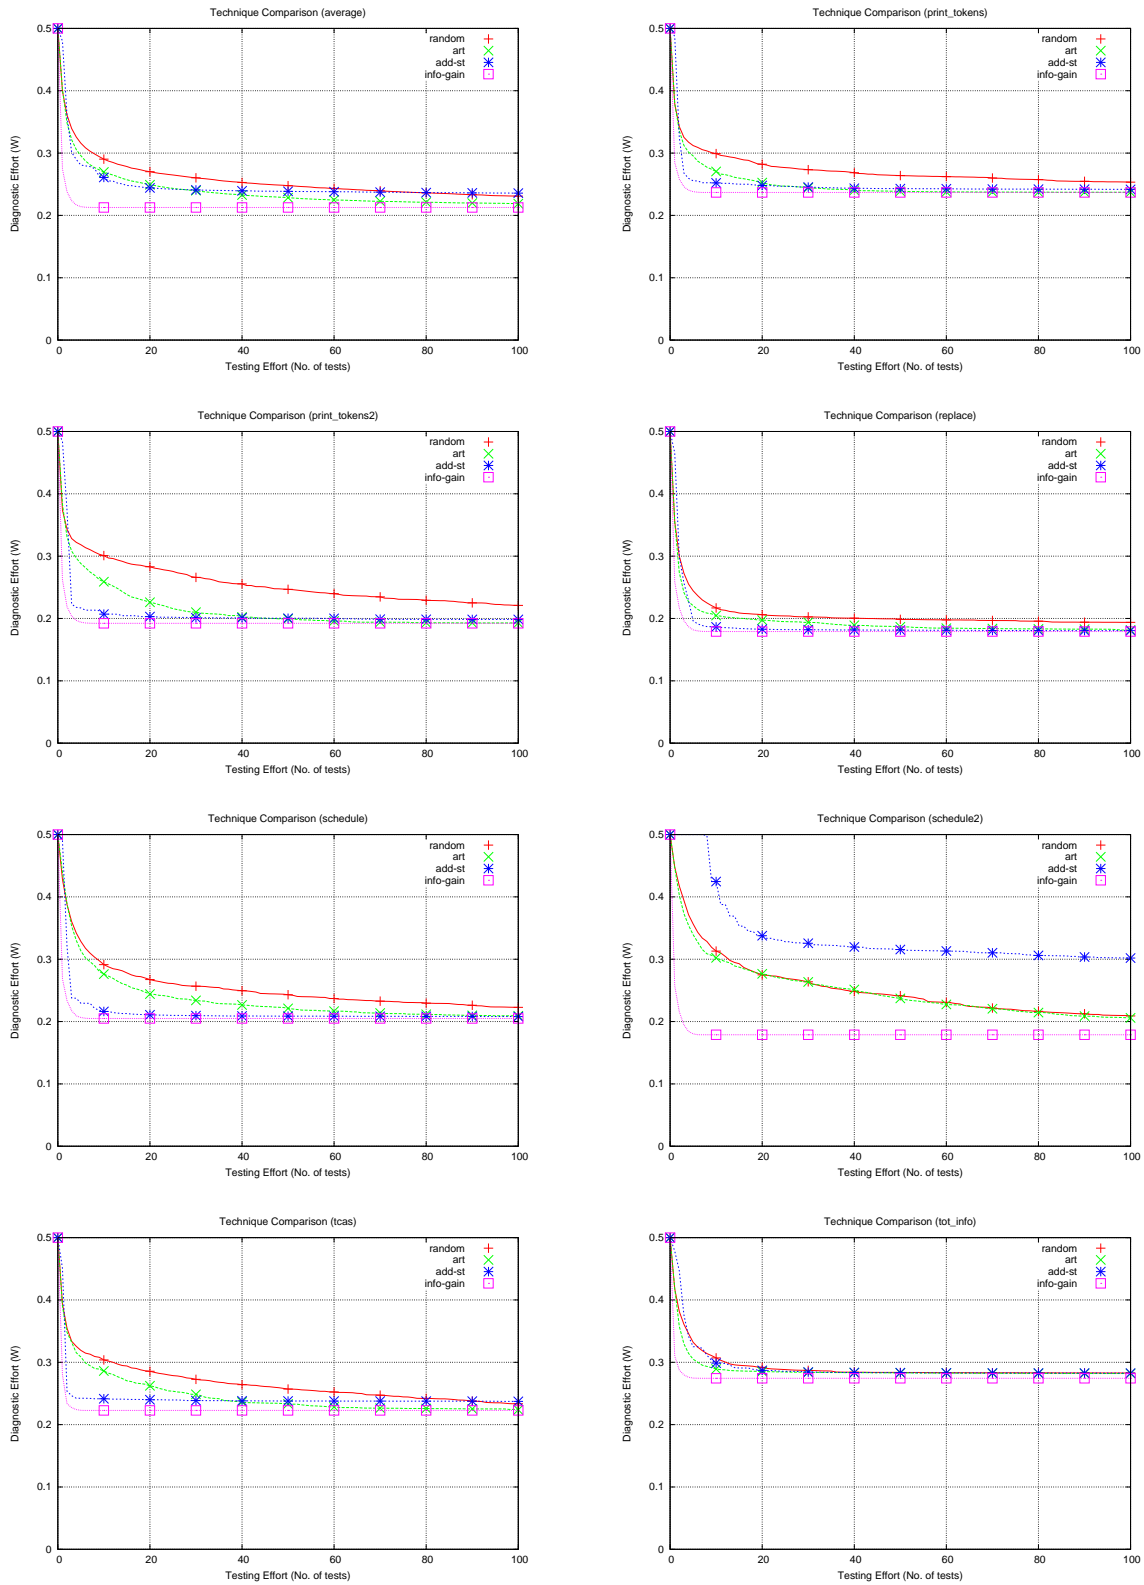 Technique Comparison (average)
0.5
0.4
0.3
0.2
0.1
0
0 20 40 60 80 100
Diagnostic Effort (W)
Testing Effort (No. of tests)
random
art
add-st
info-gain
Technique Comparison (print_tokens)
0.5
0.4
0.3
0.2
0.1
0
0 20 40 60 80 100
Diagnostic Effort (W)
Testing Effort (No. of tests)
random
art
add-st
info-gain
Technique Comparison (print_tokens2)
0.5
0.4
0.3
0.2
0.1
0
0 20 40 60 80 100
Diagnostic Effort (W)
Testing Effort (No. of tests)
random
art
add-st
info-gain
Technique Comparison (replace)
0.5
0.4
0.3
0.2
0.1
0
0 20 40 60 80 100
Diagnostic Effort (W)
Testing Effort (No. of tests)
random
art
add-st
info-gain
Technique Comparison (schedule)
0.5
0.4
0.3
0.2
0.1
0
0 20 40 60 80 100
Diagnostic Effort (W)
Testing Effort (No. of tests)
random
art
add-st
info-gain
Technique Comparison (schedule2)
0.5
0.4
0.3
0.2
0.1
0
0 20 40 60 80 100
Diagnostic Effort (W)
Testing Effort (No. of tests)
random
art
add-st
info-gain
Technique Comparison (tcas)
0.5
0.4
0.3
0.2
0.1
0
0 20 40 60 80 100
Diagnostic Effort (W)
Testing Effort (No. of tests)
random
art
add-st
info-gain
Technique Comparison (tot_info)
0.5
0.4
0.3
0.2
0.1
0
0 20 40 60 80 100
Diagnostic Effort (W)
Testing Effort (No. of tests)
random
art
add-st
info-gain